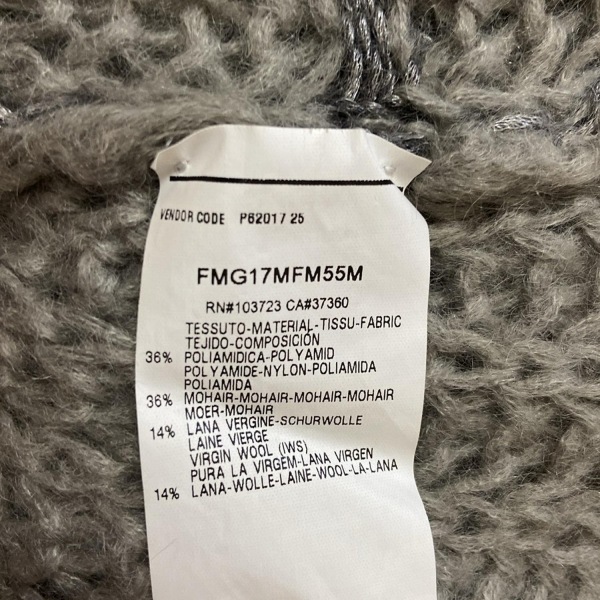 VENDOR CODE P62017 25
FMG17MFM55M
RN#103723 CA#37360
TESSUTO-MATERIAL-TISSU-FABRIC
TEJIDO-COMPOSICIÓN
36% POLIAMIDICA-POLYAMID
POLYAMIDE-NYLON-POLIAMIDA
POLIAMIDA
36% MOHAIR-MOHAIR-MOHAIR-MOHAIR
MOER-MOHAIR
14% LANA VERGINE-SCHURWOLLE
LAINE VIERGE
VIRGIN WOOL (IWS)
PURA LA VIRGEM-LANA VIRGEN
14% LANA-WOLLE-LAINE-WOOL-LA-LANA